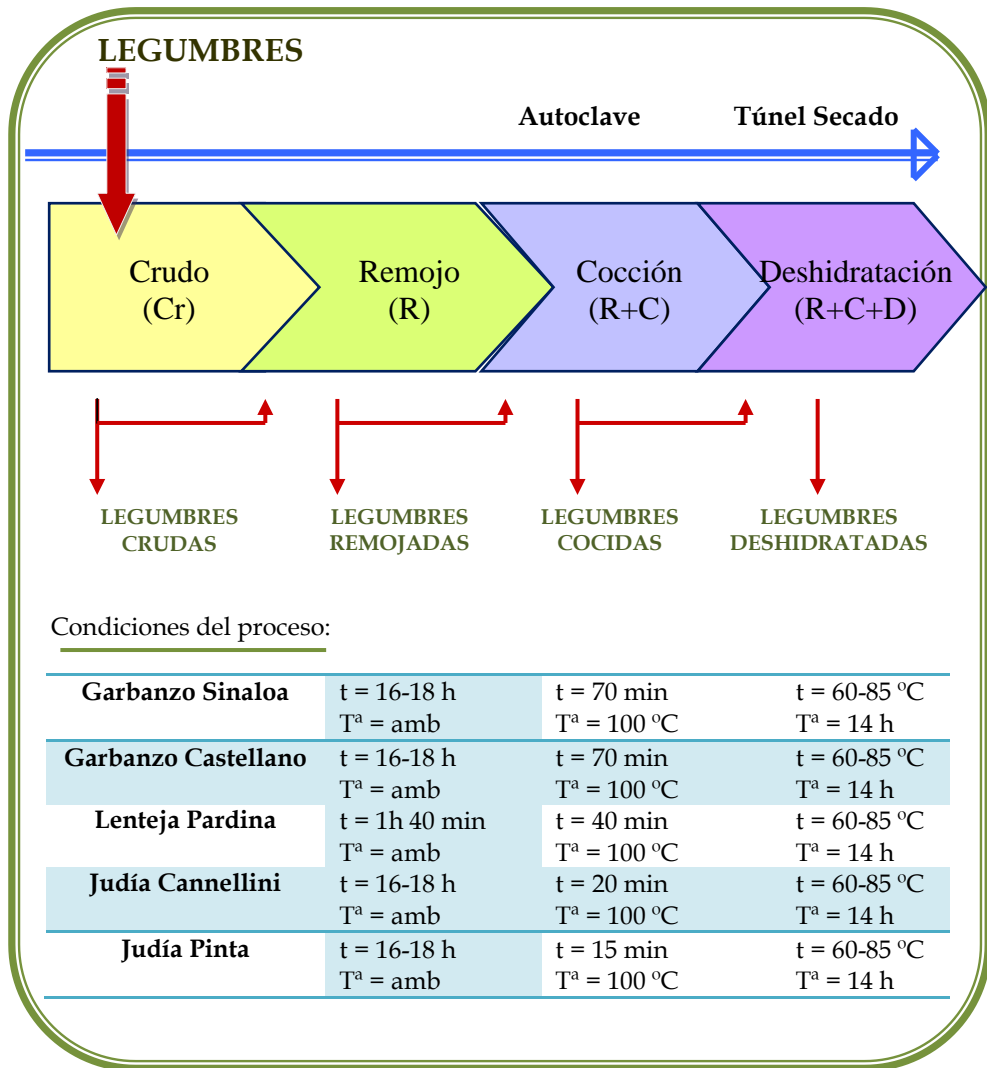 LEGUMBRES
Autoclave Túnel Secado
Crudo Remojo Cocción Deshidratación
(Cr) (R) (R+C) (R+C+D)
LEGUMBRES LEGUMBRES LEGUMBRES LEGUMBRES
CRUDAS REMOJADAS COCIDAS DESHIDRATADAS
Condiciones del proceso:
Garbanzo Sinaloa t = 16-18 h t = 70 min t = 60-85 ºC
Tª = amb Tª = 100 ºC Tª = 14 h
Garbanzo Castellano t = 16-18 h t = 70 min t = 60-85 ºC
Tª = amb Tª = 100 ºC Tª = 14 h
Lenteja Pardina t = 1h 40 min t = 40 min t = 60-85 ºC
Tª = amb Tª = 100 ºC Tª = 14 h
Judía Cannellini t = 16-18 h t = 20 min t = 60-85 ºC
Tª = amb Tª = 100 ºC Tª = 14 h
Judía Pinta t = 16-18 h t = 15 min t = 60-85 ºC
Tª = amb Tª = 100 ºC Tª = 14 h